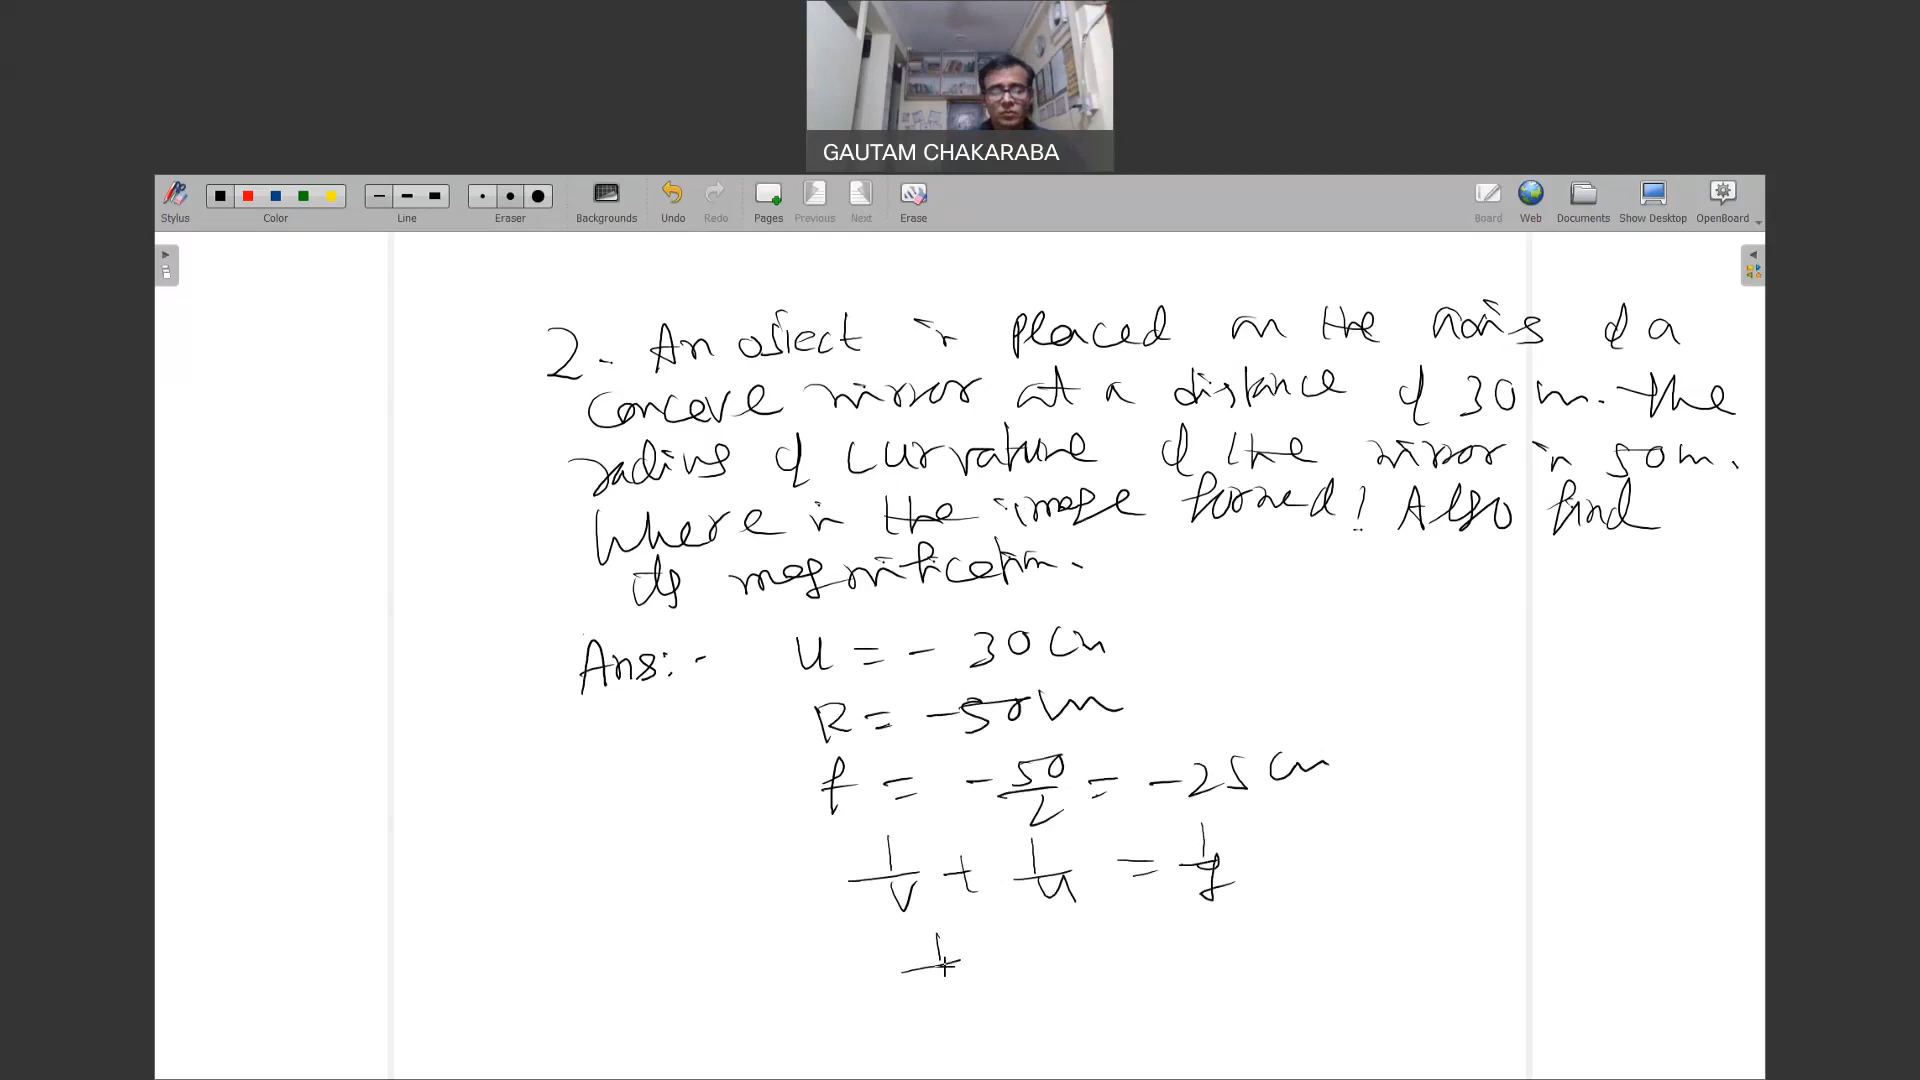 GAUTAM CHAKARABA
Stylus
Color
Line
Eraser
Backgrounds
Undo
Redo
Pages
Previous
Next
Erase
Board
Web
Documents
Show Desktop
OpenBoard
2. An object is placed on the axis of a
concave mirror at a distance of 30 cm. The
radius of curvature of the mirror is 50 cm.
Where is the image formed? Also find
its magnification.
Ans:- u = - 30 cm
R = -50 cm
f = -50/2 = -25 cm
1/v + 1/u = 1/f
1